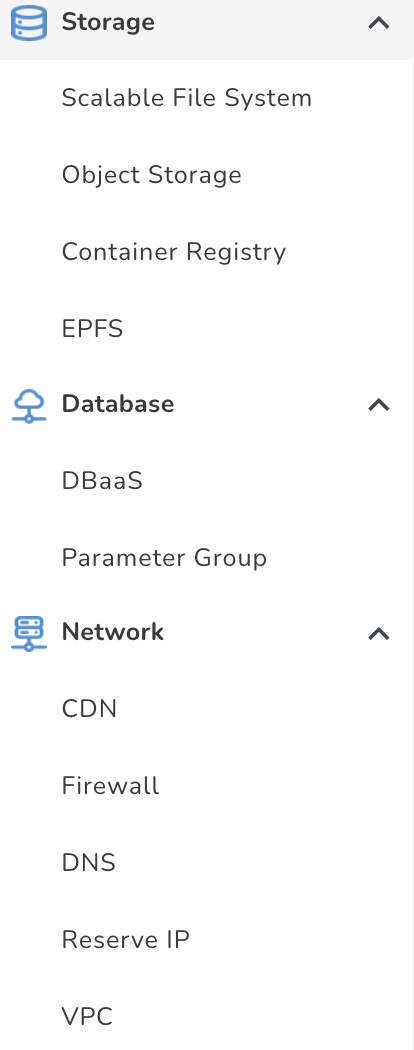 Storage
Scalable File System
Object Storage
Container Registry
EPFS
Database
DBaaS
Parameter Group
Network
CDN
Firewall
DNS
Reserve IP
VPC